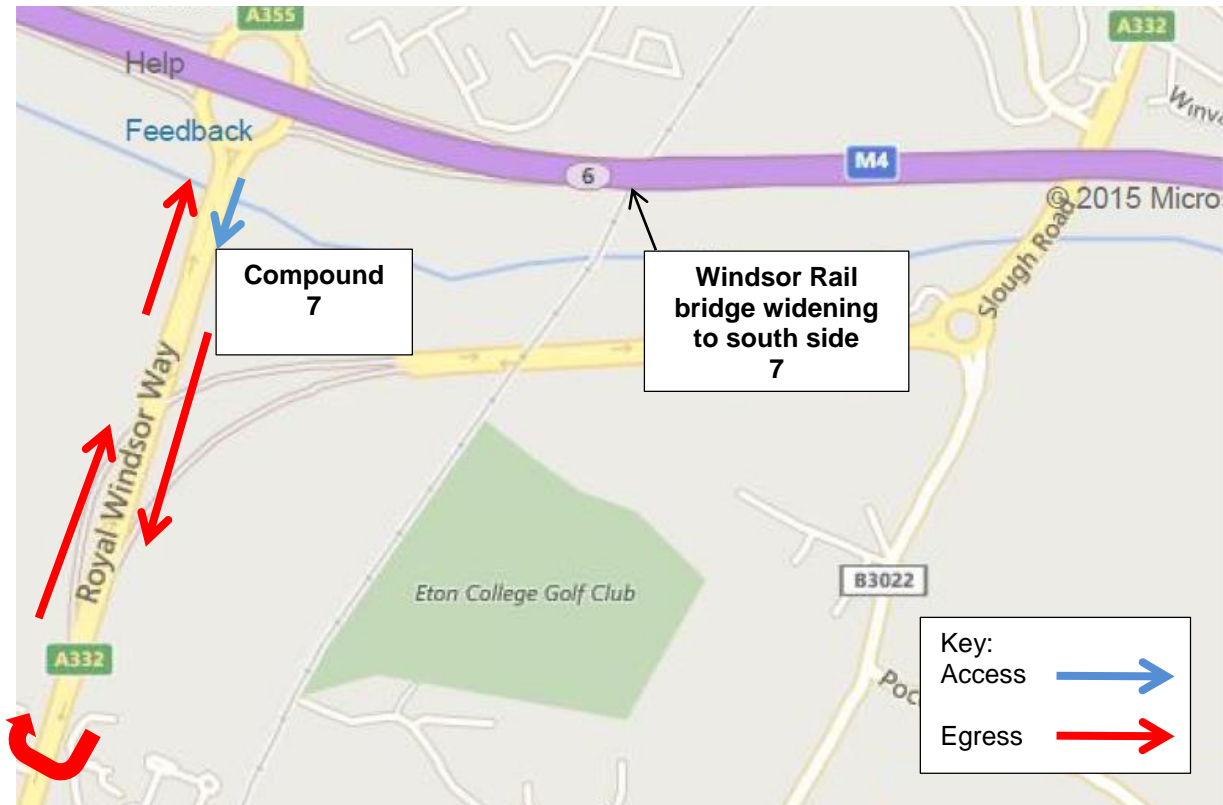 A355
A332
Help
Winv
Feedback
M4
6
© 2015 Micros
Compound
7
Windsor Rail
bridge widening
to south side
7
Slough Road
Royal Windsor Way
Eton College Golf Club
B3022
A332
Poc
Key:
Access
Egress